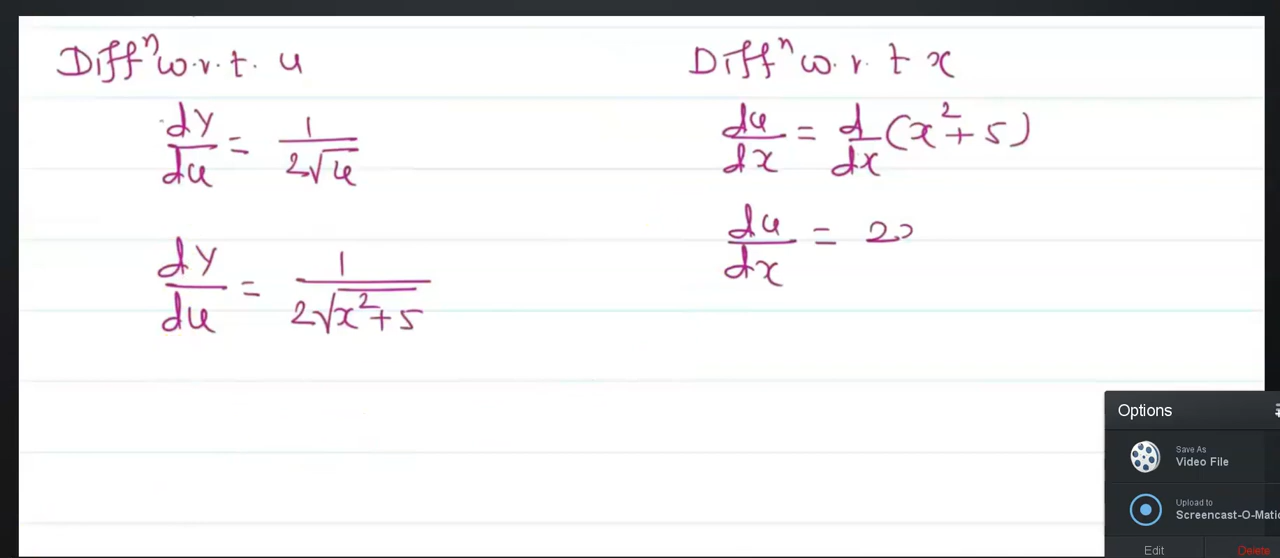 Diffⁿ w.r.t. u
dy/du = 1/(2√u)
dy/du = 1/(2√(x²+5))
Diffⁿ w.r.t x
du/dx = d/dx (x²+5)
du/dx = 2
Options
Save As
Video File
Upload to
Screencast-O-Mati
Edit
Delete